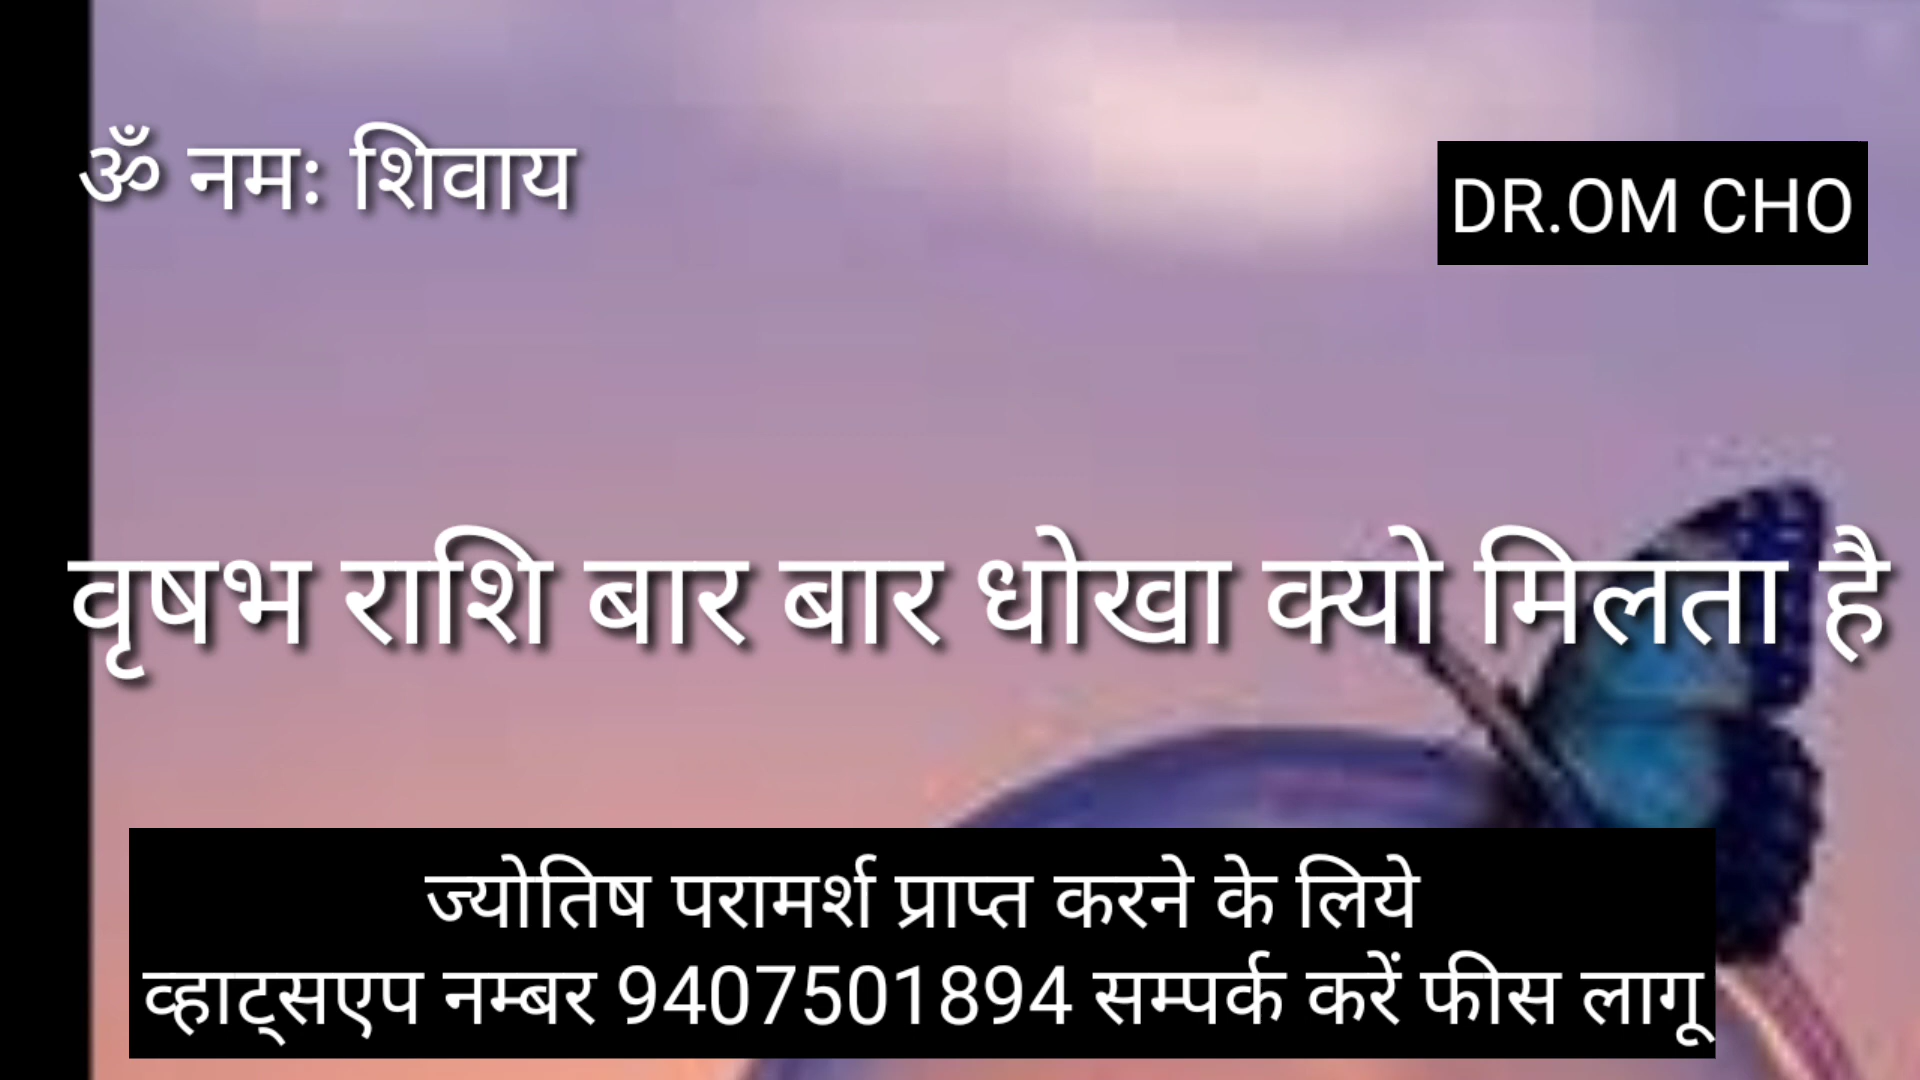 ॐ नमः शिवाय
DR.OM CHO
वृषभ राशि बार बार धोखा क्यो मिलता है
ज्योतिष परामर्श प्राप्त करने के लिये
व्हाट्सएप नम्बर 9407501894 सम्पर्क करें फीस लागू